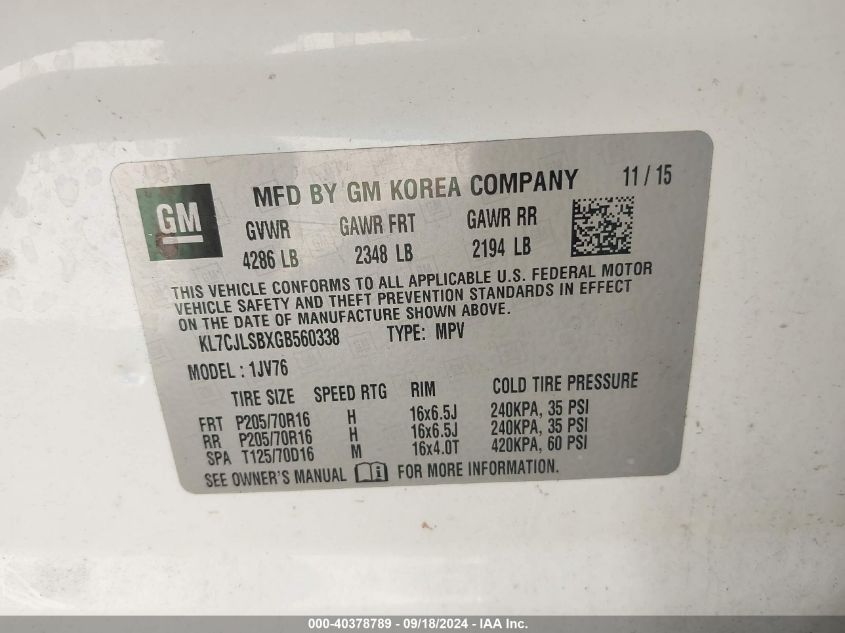 GM
MFD BY GM KOREA COMPANY 11 / 15
GVWR GAWR FRT GAWR RR
4286 LB 2348 LB 2194 LB
THIS VEHICLE CONFORMS TO ALL APPLICABLE U.S. FEDERAL MOTOR
VEHICLE SAFETY AND THEFT PREVENTION STANDARDS IN EFFECT
ON THE DATE OF MANUFACTURE SHOWN ABOVE.
KL7CJLSBXGB560338 TYPE: MPV
MODEL : 1JV76
TIRE SIZE SPEED RTG RIM COLD TIRE PRESSURE
FRT P205/70R16 H 16x6.5J 240KPA, 35 PSI
RR P205/70R16 H 16x6.5J 240KPA, 35 PSI
SPA T125/70D16 M 16x4.0T 420KPA, 60 PSI
SEE OWNER'S MANUAL FOR MORE INFORMATION.
000-40378789 - 09/18/2024 - IAA Inc.